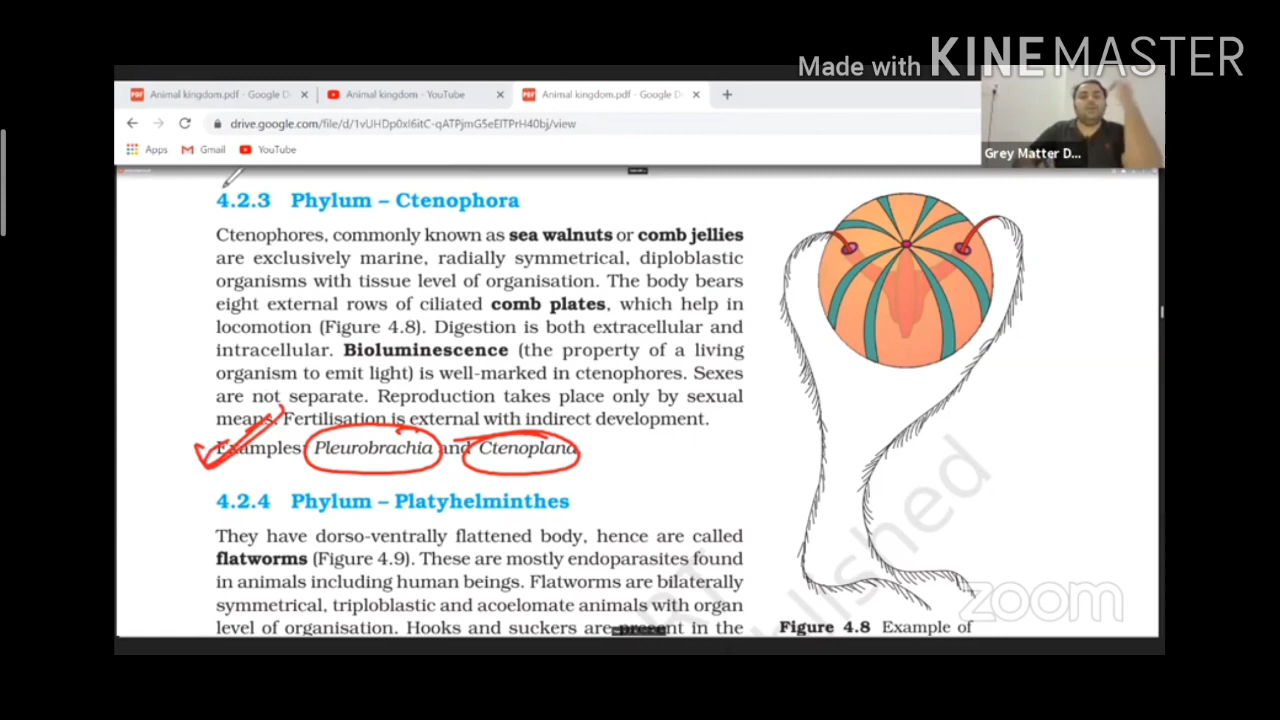 Made with KINEMASTER
Animal kingdom.pdf - Google D
Animal kingdom - YouTube
Animal kingdom.pdf - Google D
drive.google.com/file/d/1vUHDp0xl6itC-qATPjmG5eElTPrH40bj/view
Apps Gmail YouTube
Grey Matter D...
4.2.3 Phylum – Ctenophora
Ctenophores, commonly known as sea walnuts or comb jellies
are exclusively marine, radially symmetrical, diploblastic
organisms with tissue level of organisation. The body bears
eight external rows of ciliated comb plates, which help in
locomotion (Figure 4.8). Digestion is both extracellular and
intracellular. Bioluminescence (the property of a living
organism to emit light) is well-marked in ctenophores. Sexes
are not separate. Reproduction takes place only by sexual
means. Fertilisation is external with indirect development.
Examples: Pleurobrachia and Ctenoplana
4.2.4 Phylum – Platyhelminthes
They have dorso-ventrally flattened body, hence are called
flatworms (Figure 4.9). These are mostly endoparasites found
in animals including human beings. Flatworms are bilaterally
symmetrical, triploblastic and acoelomate animals with organ
level of organisation. Hooks and suckers are present in the
zoom
Figure 4.8 Example of